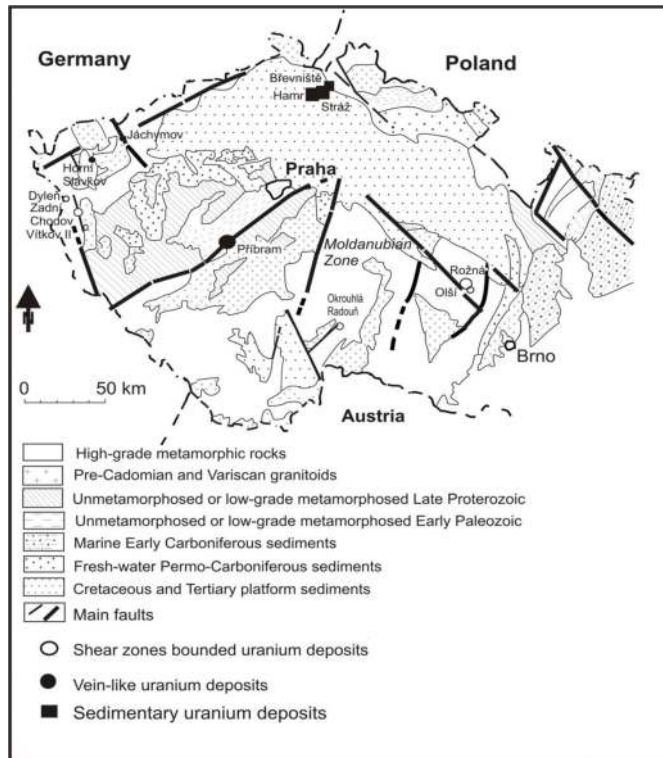 Germany
Poland
Břevniště
Hamr
Stráž
Jáchymov
Horní
Slavkov
Praha
Dyleň
Zadní
Chodov
Vítkov II
Příbram
Moldanubian
Zone
Rožná
Olší
Okrouhlá
Radouň
N
Brno
0 50 km
Austria
High-grade metamorphic rocks
Pre-Cadomian and Variscan granitoids
Unmetamorphosed or low-grade metamorphosed Late Proterozoic
Unmetamorphosed or low-grade metamorphosed Early Paleozoic
Marine Early Carboniferous sediments
Fresh-water Permo-Carboniferous sediments
Cretaceous and Tertiary platform sediments
Main faults
Shear zones bounded uranium deposits
Vein-like uranium deposits
Sedimentary uranium deposits